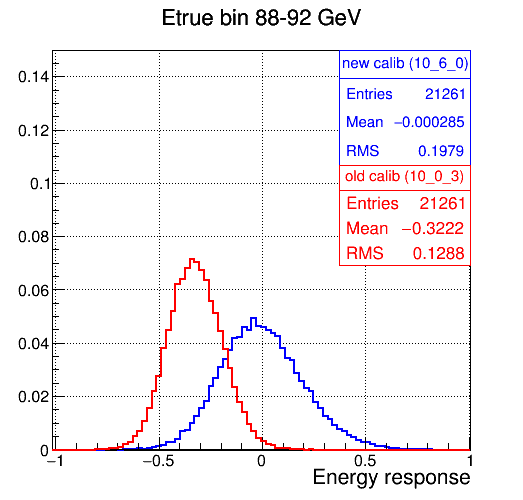 Etrue bin 88-92 GeV
new calib (10_6_0)
Entries 21261
Mean −0.000285
RMS 0.1979
old calib (10_0_3)
Entries 21261
Mean −0.3222
RMS 0.1288
0.14
0.12
0.1
0.08
0.06
0.04
0.02
0
−1 −0.5 0 0.5 1
Energy response